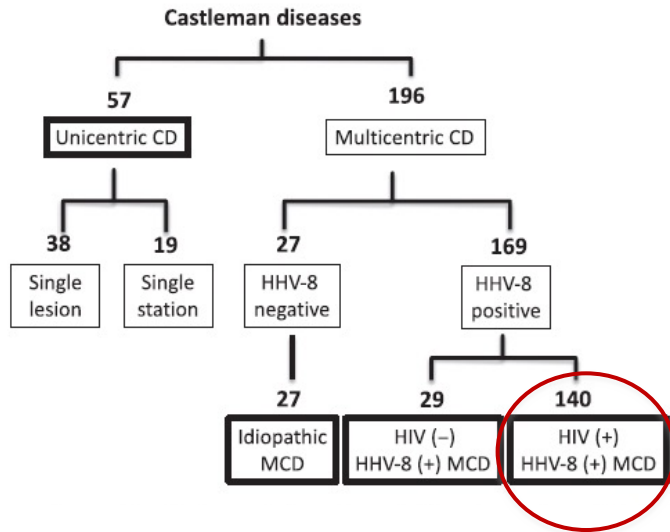 Castleman diseases
57
196
Unicentric CD
Multicentric CD
38
19
27
169
Single
lesion
Single
station
HHV-8
negative
HHV-8
positive
27
29
140
Idiopathic
MCD
HIV (–)
HHV-8 (+) MCD
HIV (+)
HHV-8 (+) MCD